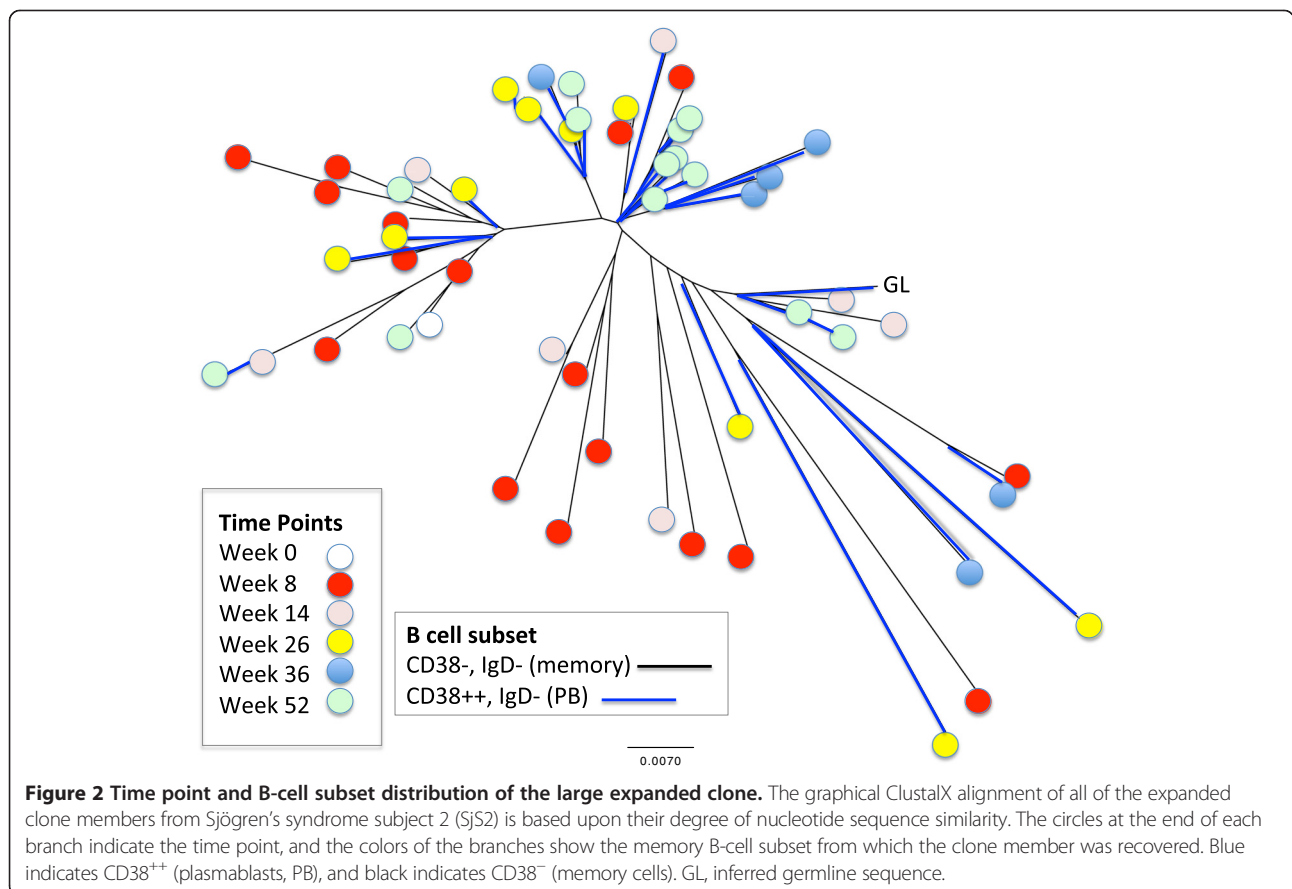 GL
Time Points
Week 0
Week 8
Week 14
Week 26
Week 36
Week 52
B cell subset
CD38-, IgD- (memory)
CD38++, IgD- (PB)
0.0070
Figure 2 Time point and B-cell subset distribution of the large expanded clone. The graphical ClustalX alignment of all of the expanded
clone members from Sjögren's syndrome subject 2 (SjS2) is based upon their degree of nucleotide sequence similarity. The circles at the end of each
branch indicate the time point, and the colors of the branches show the memory B-cell subset from which the clone member was recovered. Blue
indicates CD38++ (plasmablasts, PB), and black indicates CD38− (memory cells). GL, inferred germline sequence.